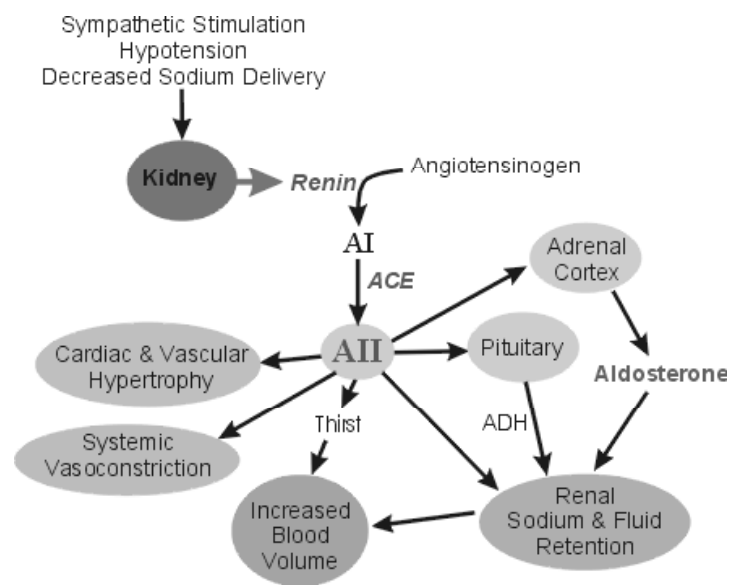 Sympathetic Stimulation
Hypotension
Decreased Sodium Delivery
Kidney
Renin
Angiotensinogen
AI
ACE
Adrenal
Cortex
AII
Pituitary
Cardiac & Vascular
Hypertrophy
Aldosterone
Thirst
ADH
Systemic
Vasoconstriction
Increased
Blood
Volume
Renal
Sodium & Fluid
Retention